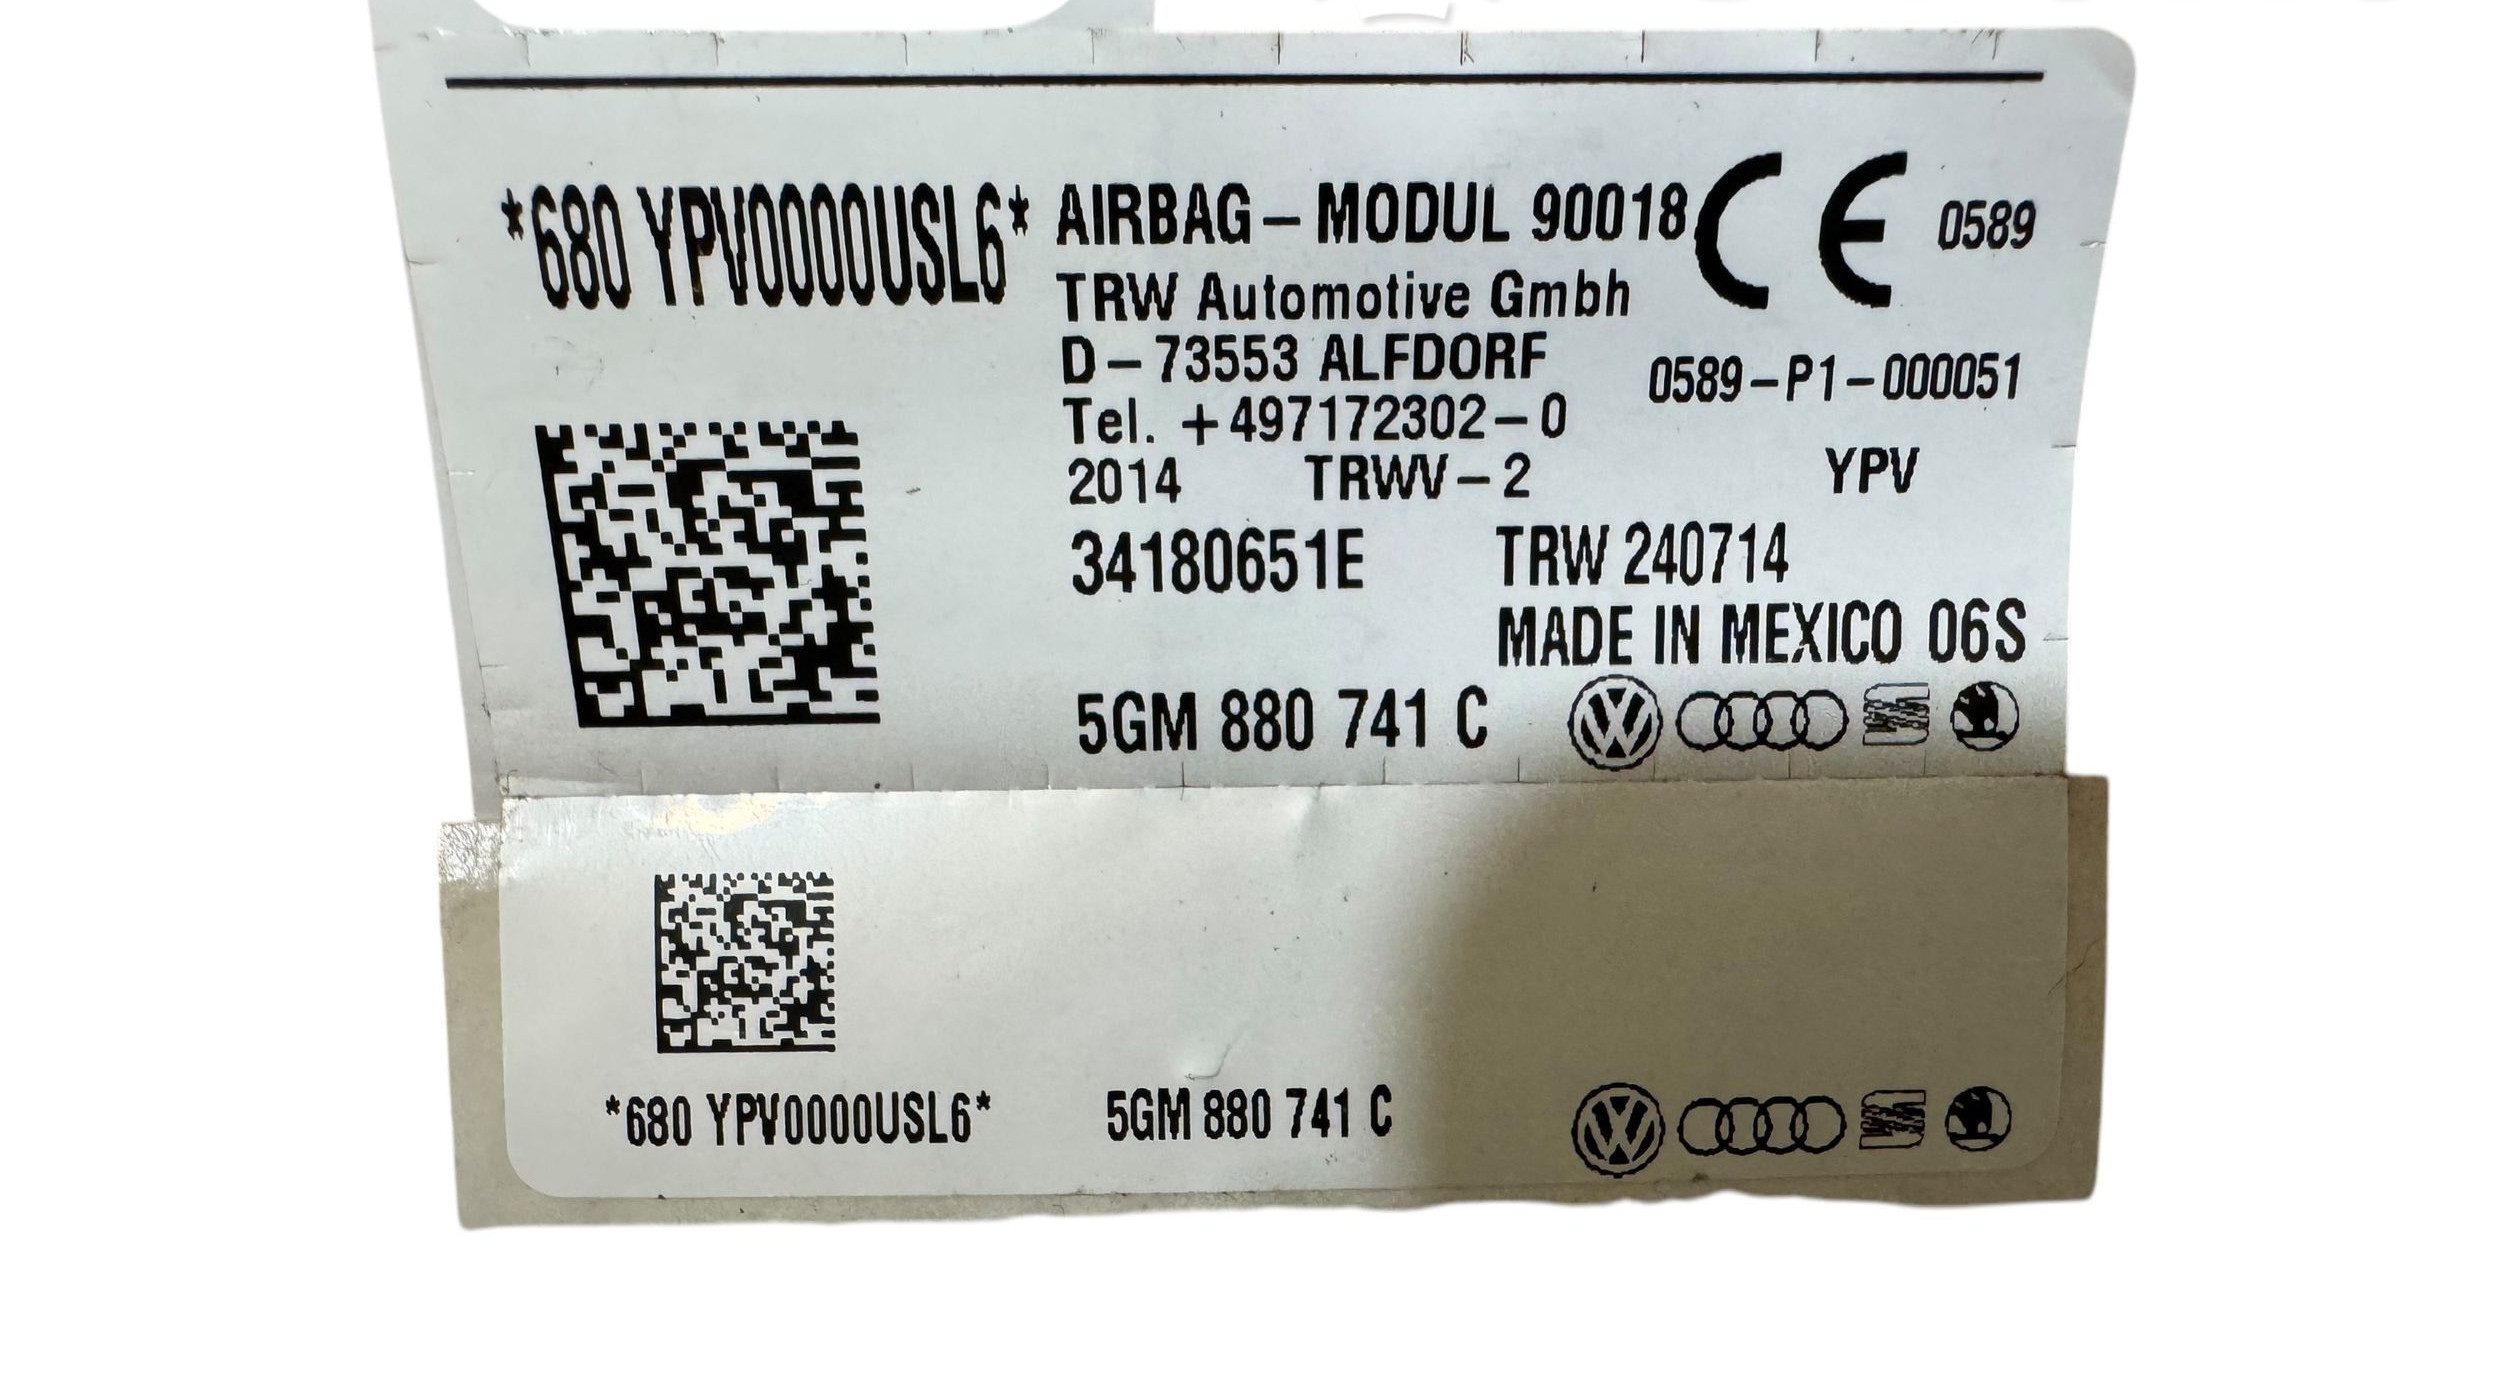 *680 YPV0000USL6*
AIRBAG-MODUL 90018
CE 0589
TRW Automotive Gmbh
D-73553 ALFDORF
0589-P1-000051
Tel. +497172302-0
2014 TRWV-2 YPV
34180651E TRW 240714
MADE IN MEXICO 06S
5GM 880 741 C
*680 YPV0000USL6* 5GM 880 741 C